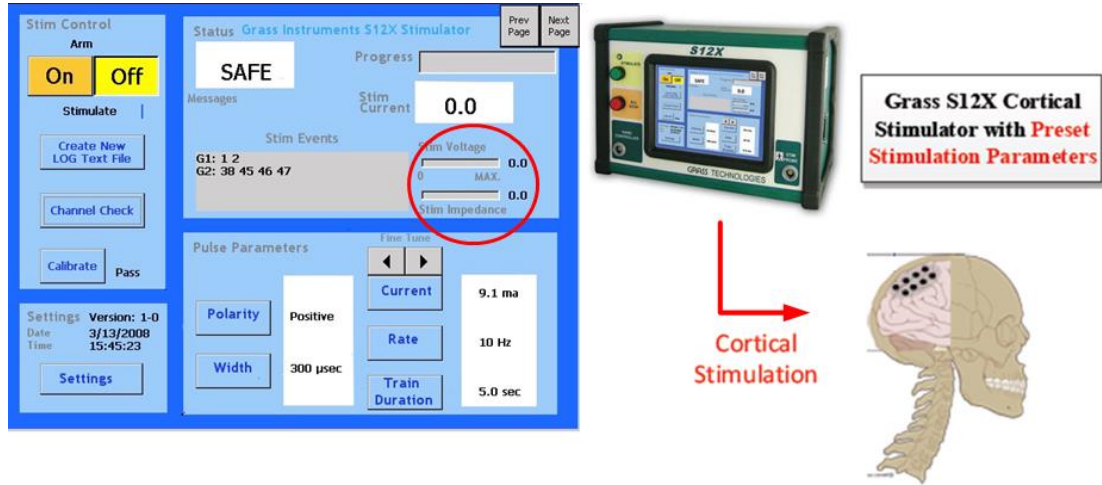 Stim Control
Arm
On Off
Stimulate
Create New
LOG Text File
Channel Check
Calibrate Pass
Settings Version: 1-0
Date 3/13/2008
Time 15:45:23
Settings
Status Grass Instruments S12X Stimulator
Prev
Page
Next
Page
SAFE
Progress
Messages
Stim
Current
0.0
Stim Events
G1: 1 2
G2: 38 45 46 47
Stim Voltage
0.0
0 MAX.
0.0
Stim Impedance
Pulse Parameters
Fine Tune
Polarity Positive
Width 300 µsec
Current 9.1 ma
Rate 10 Hz
Train
Duration
5.0 sec
S12X
GRASS TECHNOLOGIES
Grass S12X Cortical
Stimulator with Preset
Stimulation Parameters
Cortical
Stimulation